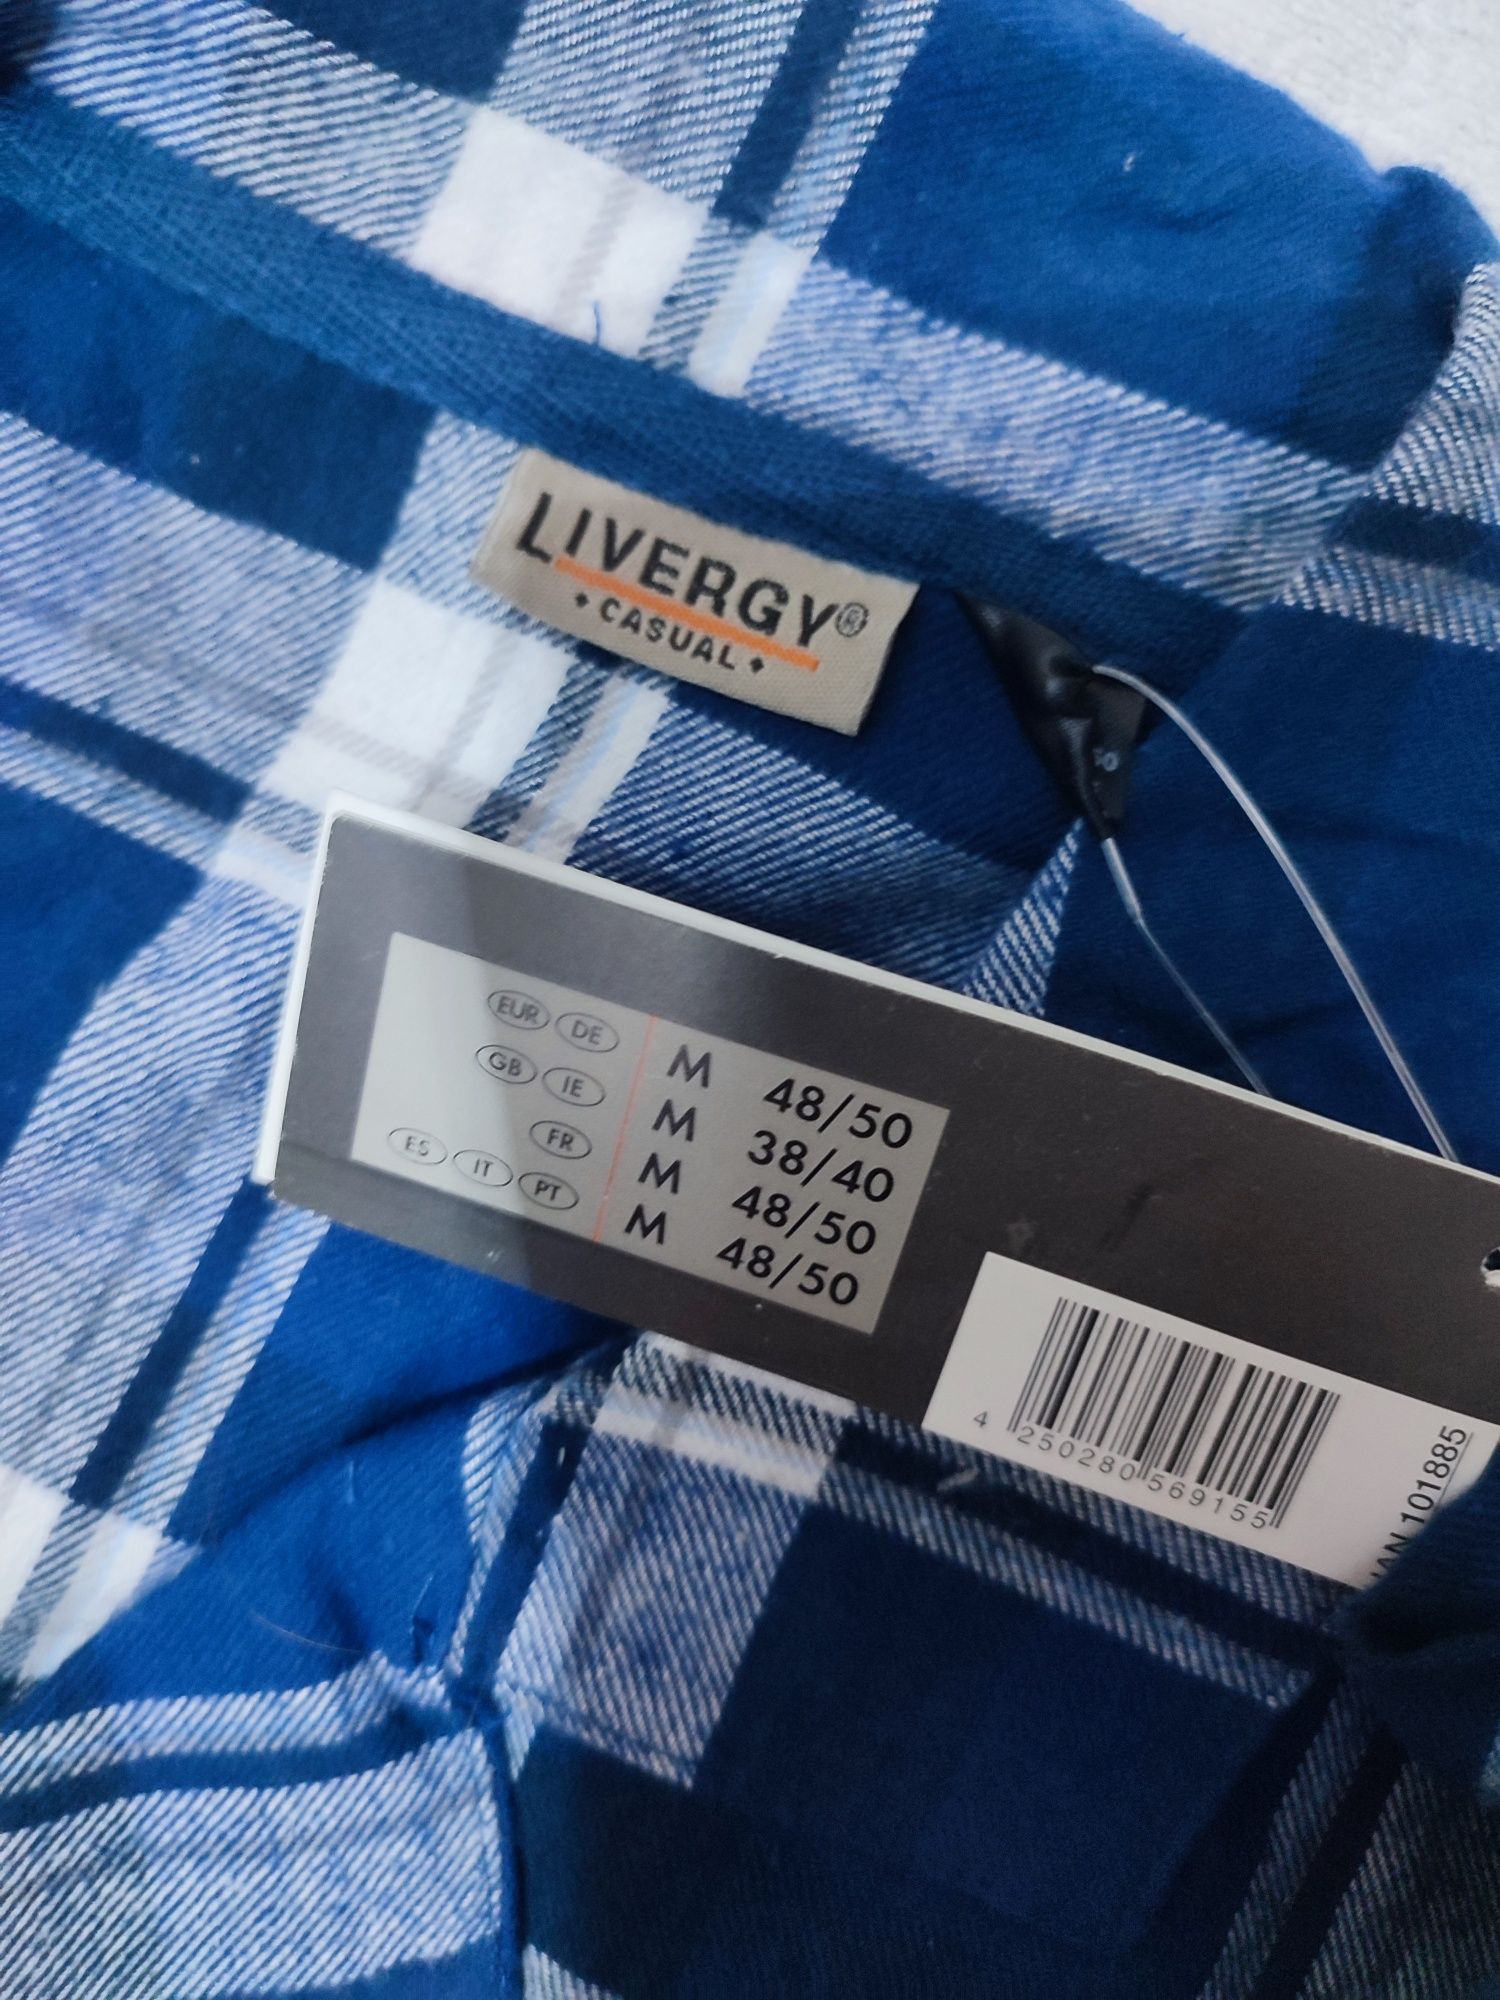 LIVERGY®
CASUAL
EUR DE M 48/50
GB IE M 38/40
FR M 48/50
ES IT PT M 48/50
4 250280 569155
IAN 101885